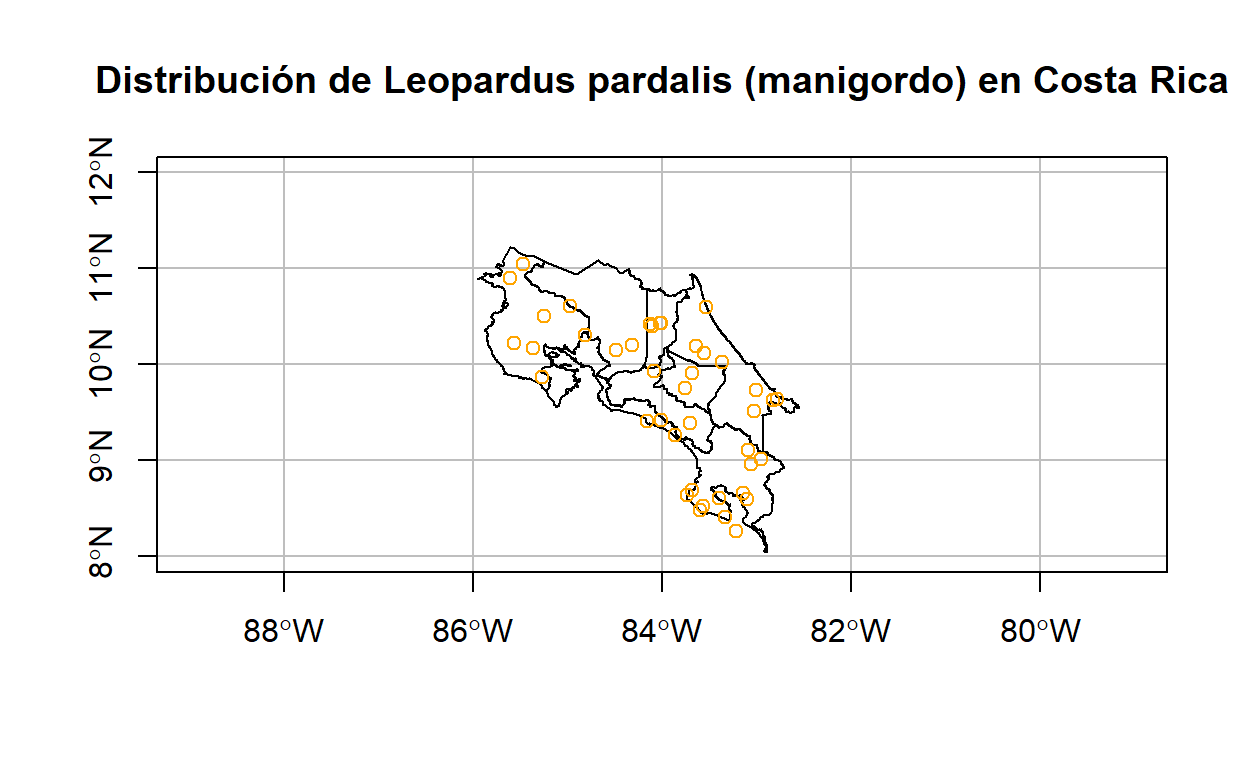 Distribución de Leopardus pardalis (manigordo) en Costa Rica
12°N
11°N
10°N
9°N
8°N
88°W
86°W
84°W
82°W
80°W